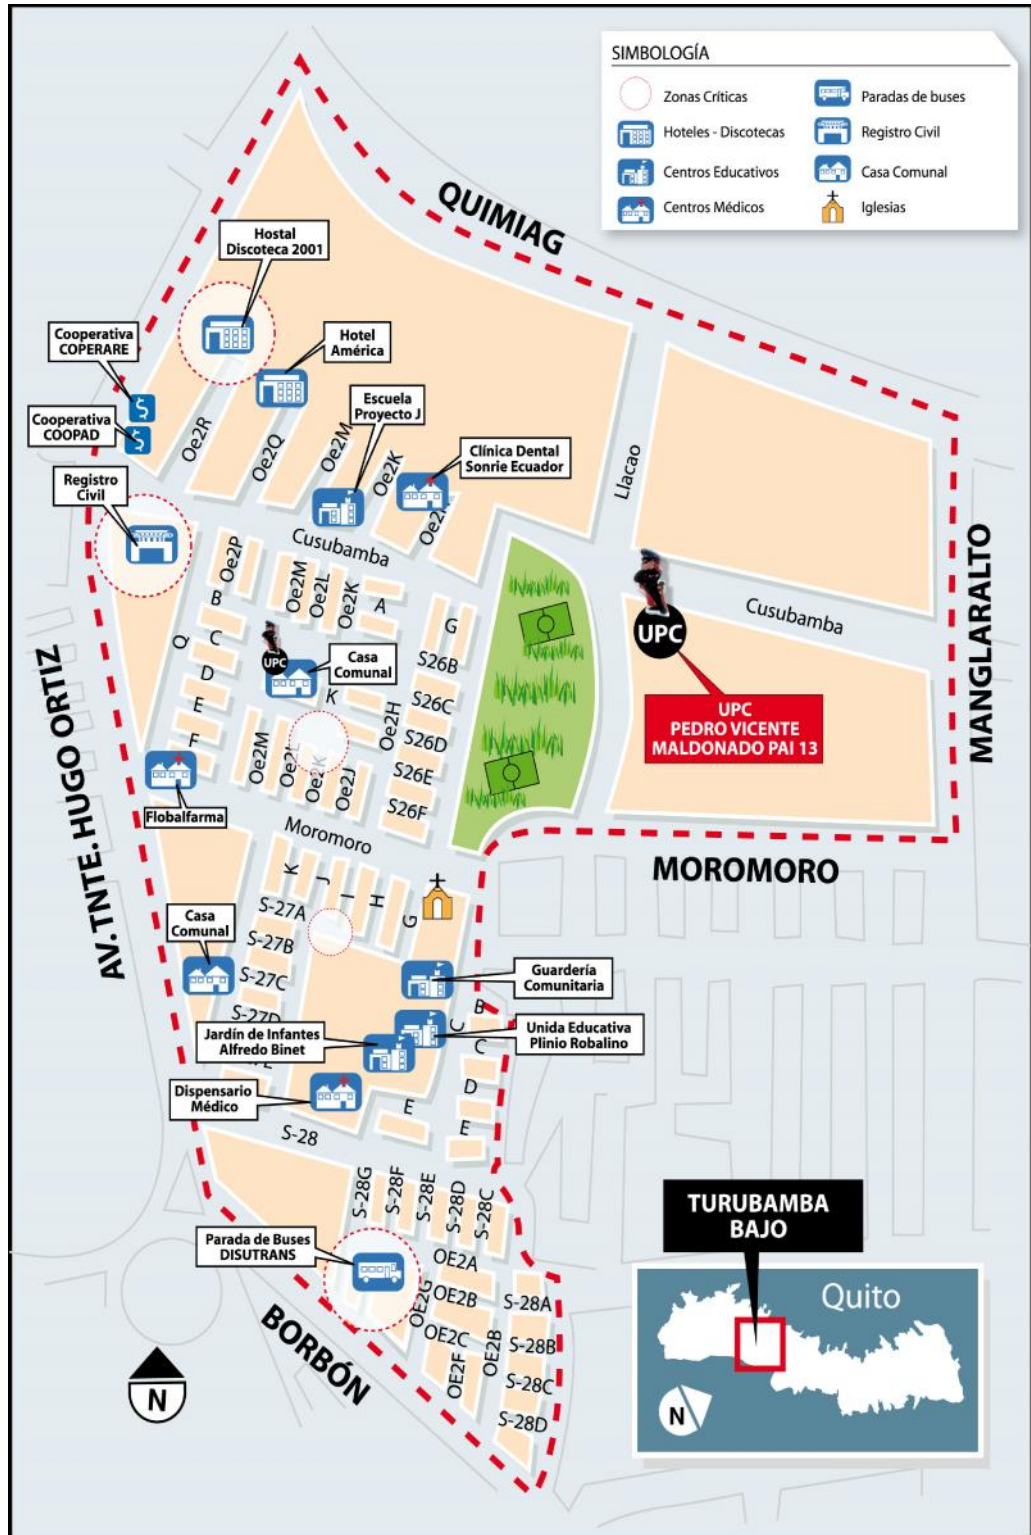 SIMBOLOGÍA
Zonas Críticas
Paradas de buses
Hoteles - Discotecas
Registro Civil
Centros Educativos
Casa Comunal
Centros Médicos
Iglesias
QUIMIAG
Hostal
Discoteca 2001
Cooperativa
COPERARE
Hotel
América
Cooperativa
COOPAD
Escuela
Proyecto J
Clínica Dental
Sonrie Ecuador
Registro
Civil
Oe2R
Oe2Q
Oe2M
Oe2K
Llacao
Cusubamba
Oe2P
Oe2M
Oe2L
Oe2K
A
B
C
D
E
F
Q
G
S26B
S26C
S26D
S26E
S26F
UPC
Casa
Comunal
K
Oe2H
Oe2M
Oe2L
Oe2K
Oe2J
UPC
Cusubamba
UPC
PEDRO VICENTE
MALDONADO PAI 13
MANGLARALTO
AV. TNTE. HUGO ORTIZ
Flobalfarma
Moromoro
MOROMORO
K
J
I
H
G
S-27A
S-27B
S-27C
S-27D
Casa
Comunal
Guardería
Comunitaria
B
C
C
D
E
E
Unida Educativa
Plinio Robalino
Jardín de Infantes
Alfredo Binet
Dispensario
Médico
S-28
S-28G
S-28F
S-28E
S-28D
S-28C
Parada de Buses
DISUTRANS
OE2A
OE2B
OE2C
OE2G
OE2F
OE2B
S-28A
S-28B
S-28C
S-28D
BORBÓN
N
TURUBAMBA
BAJO
Quito
N